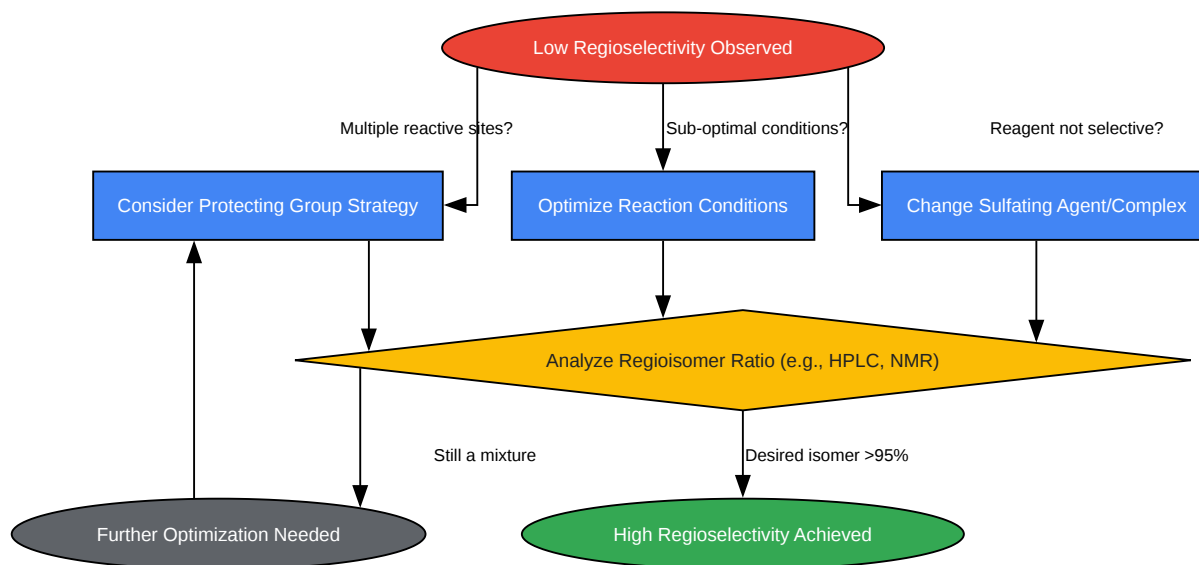 Low Regioselectivity Observed
Multiple reactive sites?
Sub-optimal conditions?
Reagent not selective?
Consider Protecting Group Strategy
Optimize Reaction Conditions
Change Sulfating Agent/Complex
Analyze Regioisomer Ratio (e.g., HPLC, NMR)
Still a mixture
Desired isomer >95%
Further Optimization Needed
High Regioselectivity Achieved